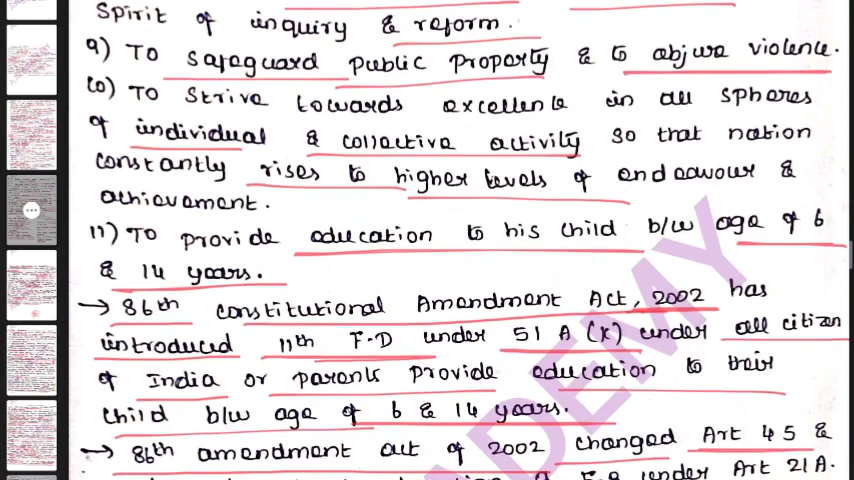 Spirit of inquiry & reform.
9) To safeguard public property & to abjure violence.
10) To strive towards excellence in all spheres
of individual & collective activity so that nation
constantly rises to higher levels of endeavour &
achievement.
11) To provide education to his child b/w age of 6
& 14 years.
→ 86th constitutional Amendment Act, 2002 has
introduced 11th F.D under 51 A (K) under all citizen
of India or parents provide education to their
child b/w age of 6 & 14 years.
→ 86th amendment act of 2002 changed Art 45 &
F.R under Art 21A.
ADEMY